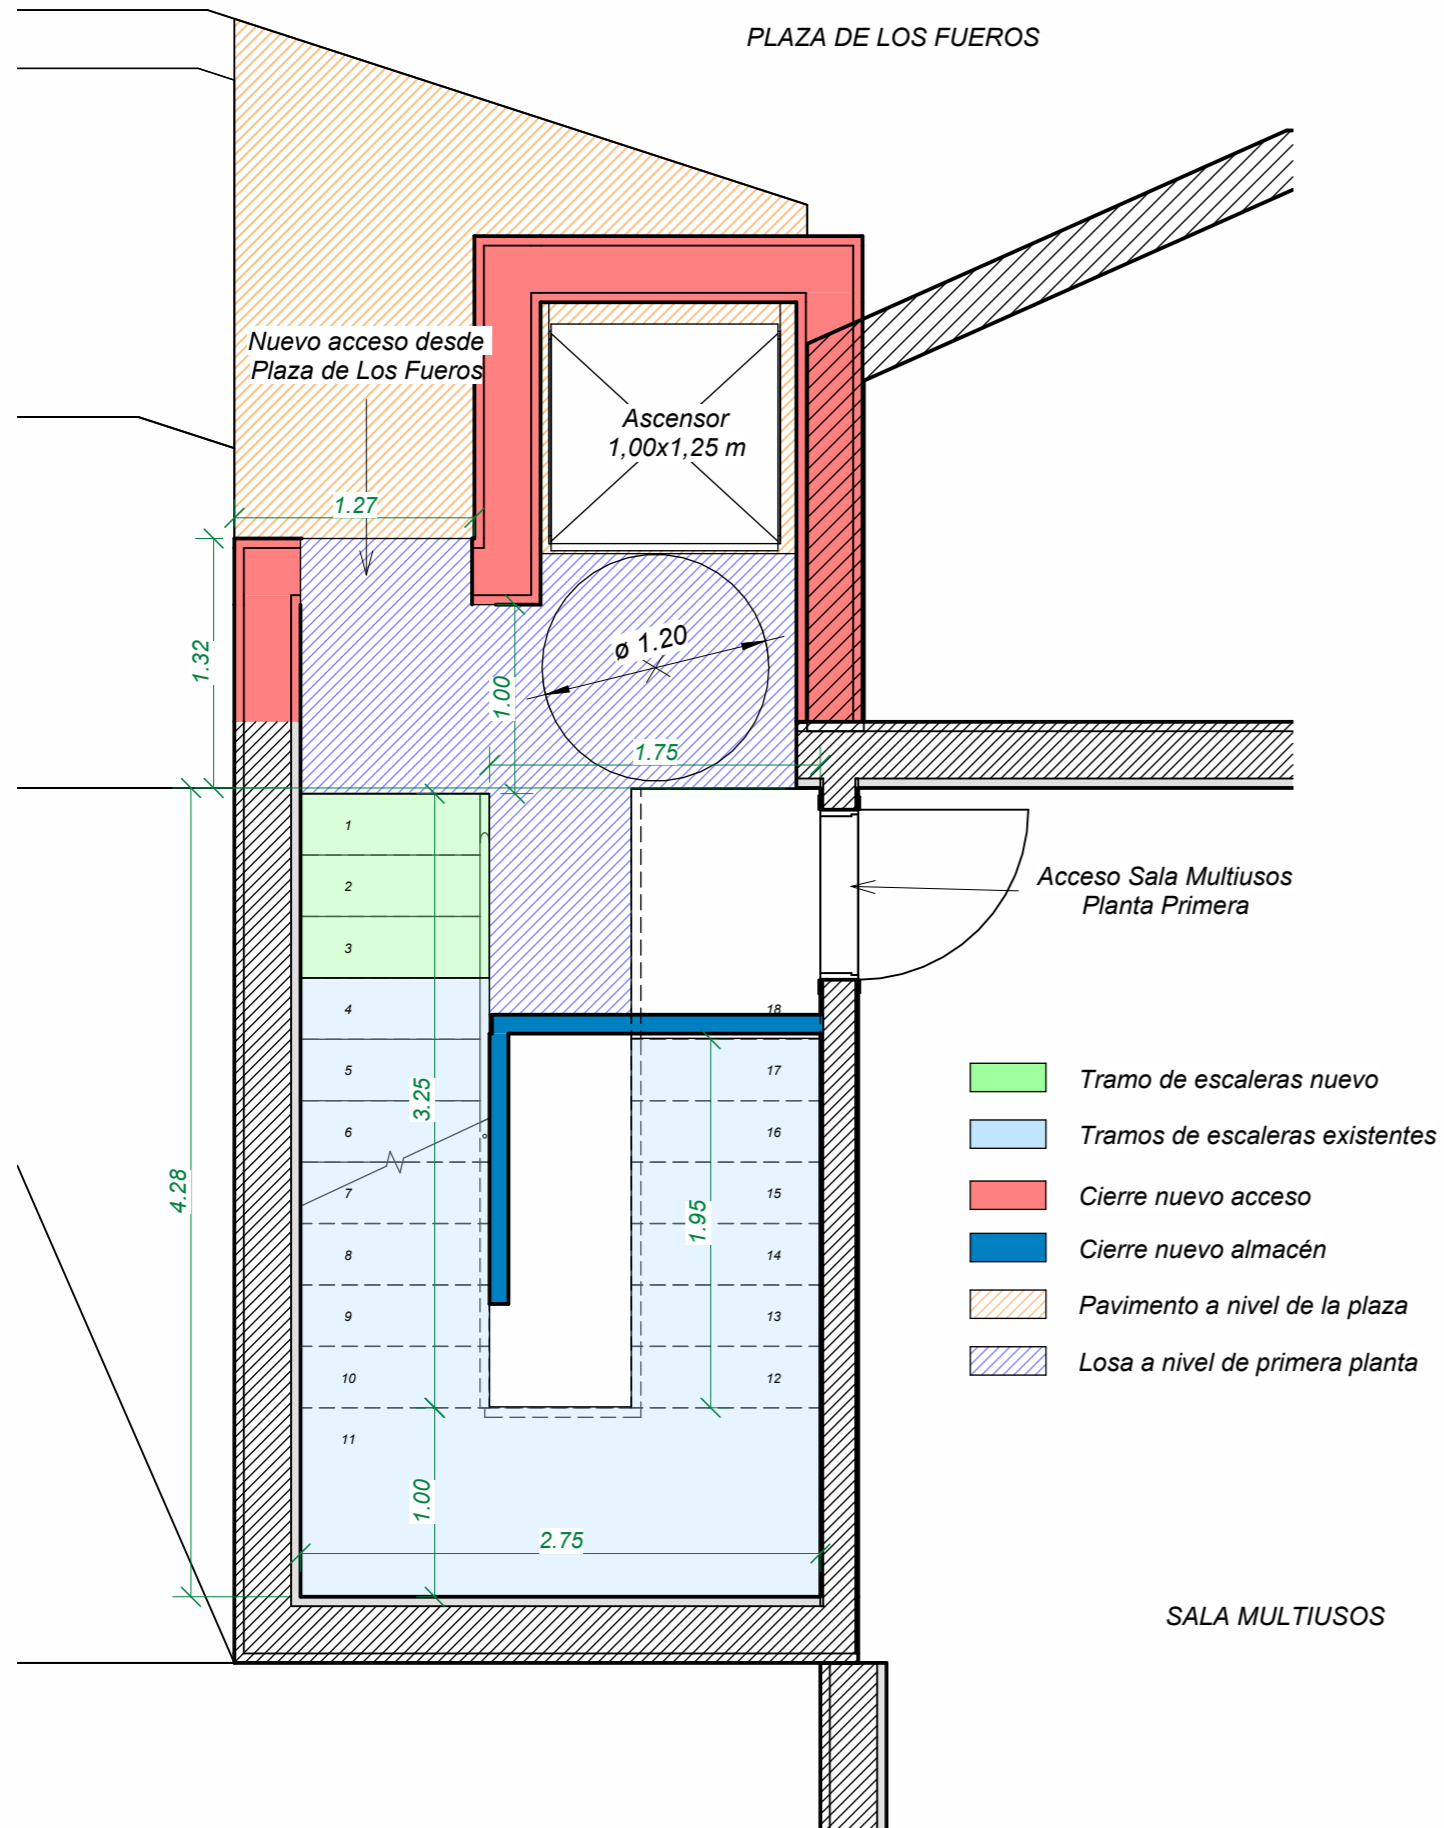 PLAZA DE LOS FUEROS
Nuevo acceso desde
Plaza de Los Fueros
Ascensor
1,00x1,25 m
1.27
1.32
ø 1.20
1.00
1.75
1
2
3
4
5
6
7
8
9
10
11
Acceso Sala Multiusos
Planta Primera
18
17
16
15
14
13
12
3.25
1.95
4.28
1.00
2.75
Tramo de escaleras nuevo
Tramos de escaleras existentes
Cierre nuevo acceso
Cierre nuevo almacén
Pavimento a nivel de la plaza
Losa a nivel de primera planta
SALA MULTIUSOS